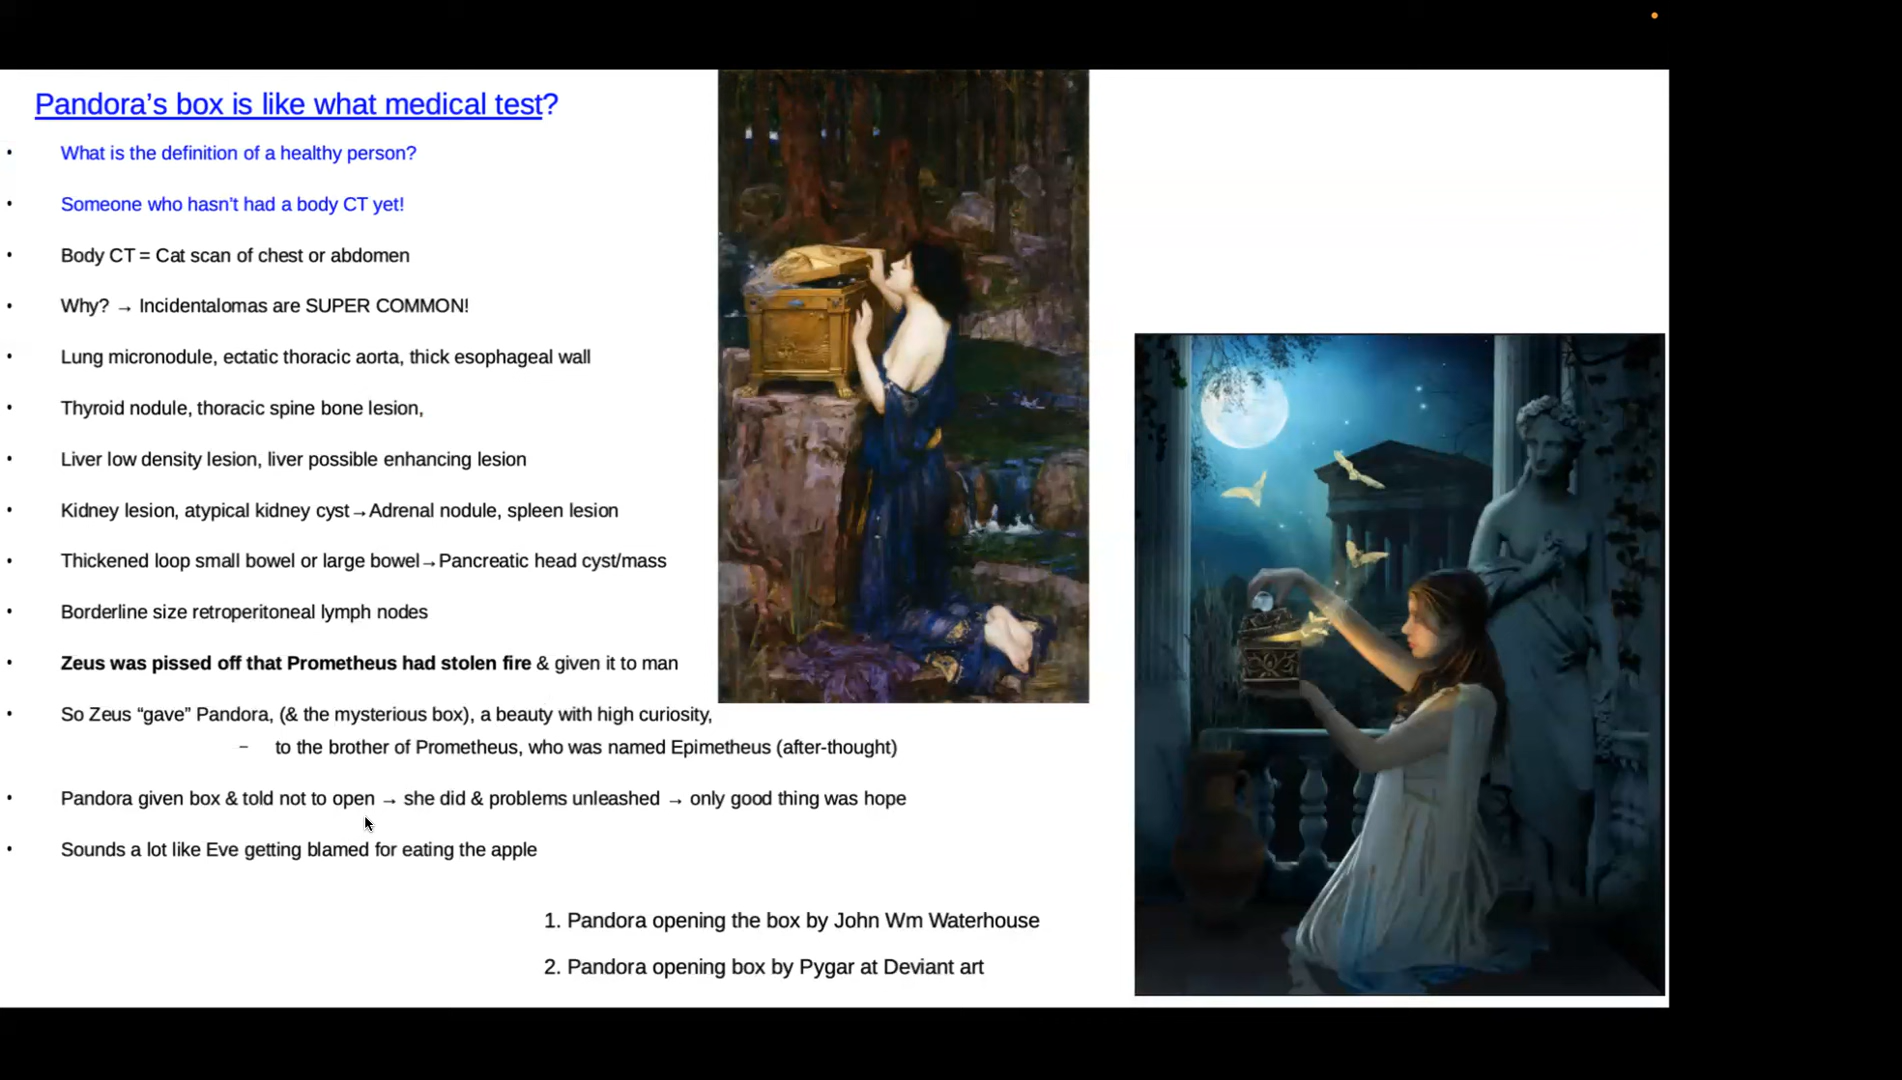 Pandora’s box is like what medical test?
• What is the definition of a healthy person?
• Someone who hasn’t had a body CT yet!
• Body CT = Cat scan of chest or abdomen
• Why? → Incidentalomas are SUPER COMMON!
• Lung micronodule, ectatic thoracic aorta, thick esophageal wall
• Thyroid nodule, thoracic spine bone lesion,
• Liver low density lesion, liver possible enhancing lesion
• Kidney lesion, atypical kidney cyst→Adrenal nodule, spleen lesion
• Thickened loop small bowel or large bowel→Pancreatic head cyst/mass
• Borderline size retroperitoneal lymph nodes
• Zeus was pissed off that Prometheus had stolen fire & given it to man
• So Zeus “gave” Pandora, (& the mysterious box), a beauty with high curiosity,
– to the brother of Prometheus, who was named Epimetheus (after-thought)
• Pandora given box & told not to open → she did & problems unleashed → only good thing was hope
• Sounds a lot like Eve getting blamed for eating the apple
1. Pandora opening the box by John Wm Waterhouse
2. Pandora opening box by Pygar at Deviant art